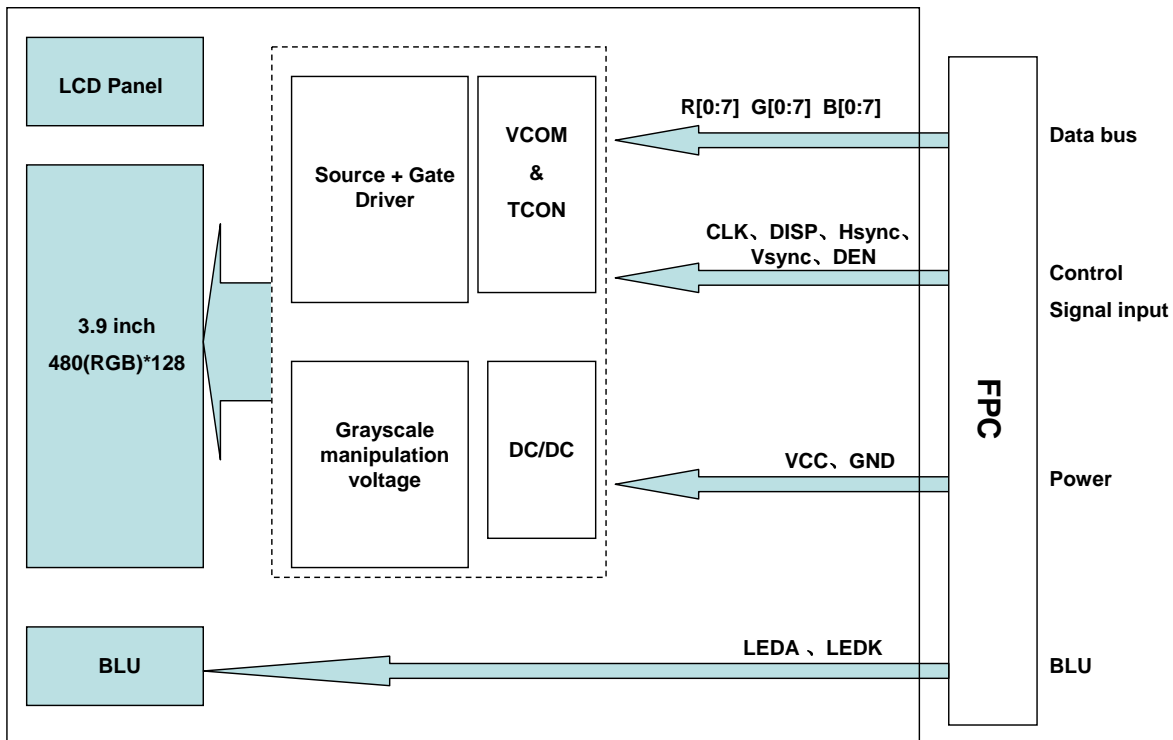 LCD Panel
3.9 inch
480(RGB)*128
BLU
Source + Gate
Driver
VCOM
&
TCON
Grayscale
manipulation
voltage
DC/DC
R[0:7] G[0:7] B[0:7]
CLK、DISP、Hsync、
Vsync、DEN
VCC、GND
LEDA 、LEDK
FPC
Data bus
Control
Signal input
Power
BLU